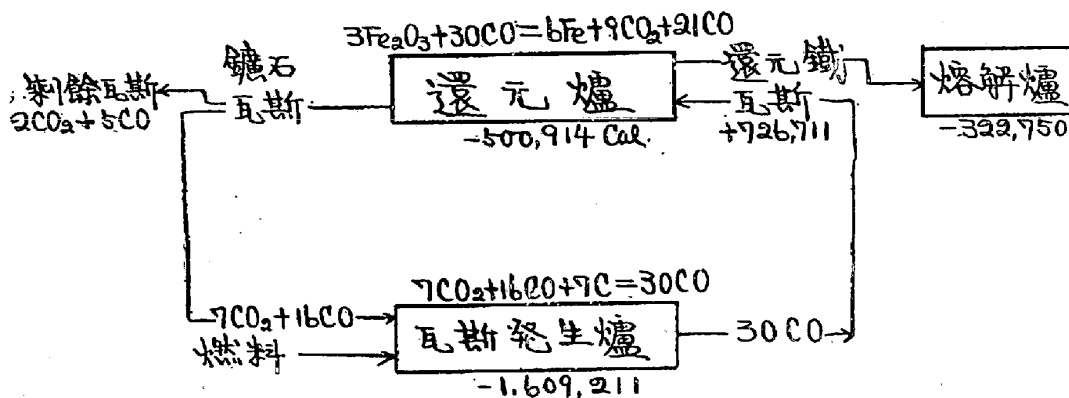 3Fe₂O₃+30CO=6Fe+9CO₂+21CO
鑛石
瓦斯
剰餘瓦斯
2CO₂+5CO
還元爐
-500,914 Cal.
還元鐵
瓦斯
+726,711
熔解爐
-322,750
7CO₂+16CO+7C=30CO
7CO₂+16CO
燃料
瓦斯発生爐
30CO
-1,609,211